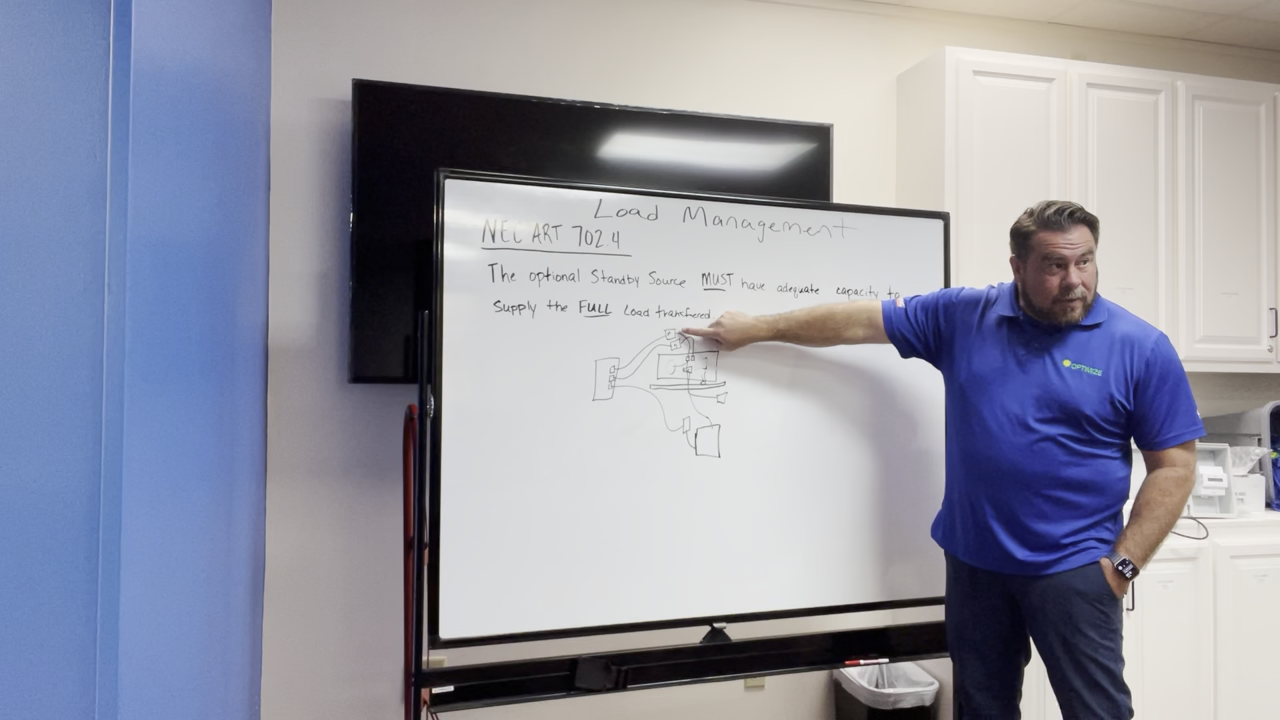 Load Management
NEC ART 702.4
The optional Standby Source MUST have adequate capacity to
Supply the FULL Load transferred
OPTIMIZE